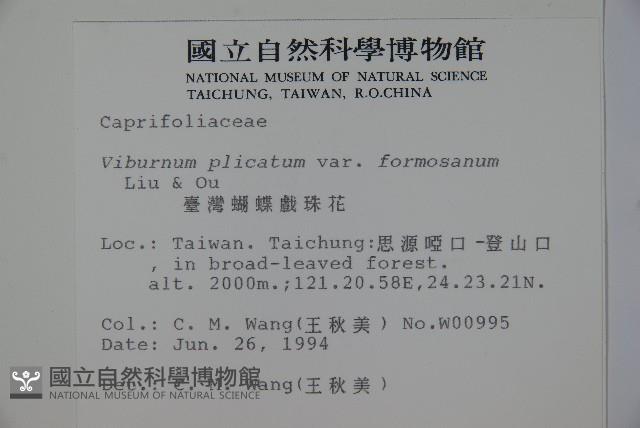 國立自然科學博物館
NATIONAL MUSEUM OF NATURAL SCIENCE
TAICHUNG, TAIWAN, R.O.CHINA
Caprifoliaceae
Viburnum plicatum var. formosanum
Liu & Ou
臺灣蝴蝶戲珠花
Loc.: Taiwan. Taichung:思源啞口-登山口
, in broad-leaved forest.
alt. 2000m.;121.20.58E,24.23.21N.
Col.: C. M. Wang(王秋美) No.W00995
Date: Jun. 26, 1994
國立自然科學博物館
Det.: C. M. Wang(王秋美)
NATIONAL MUSEUM OF NATURAL SCIENCE